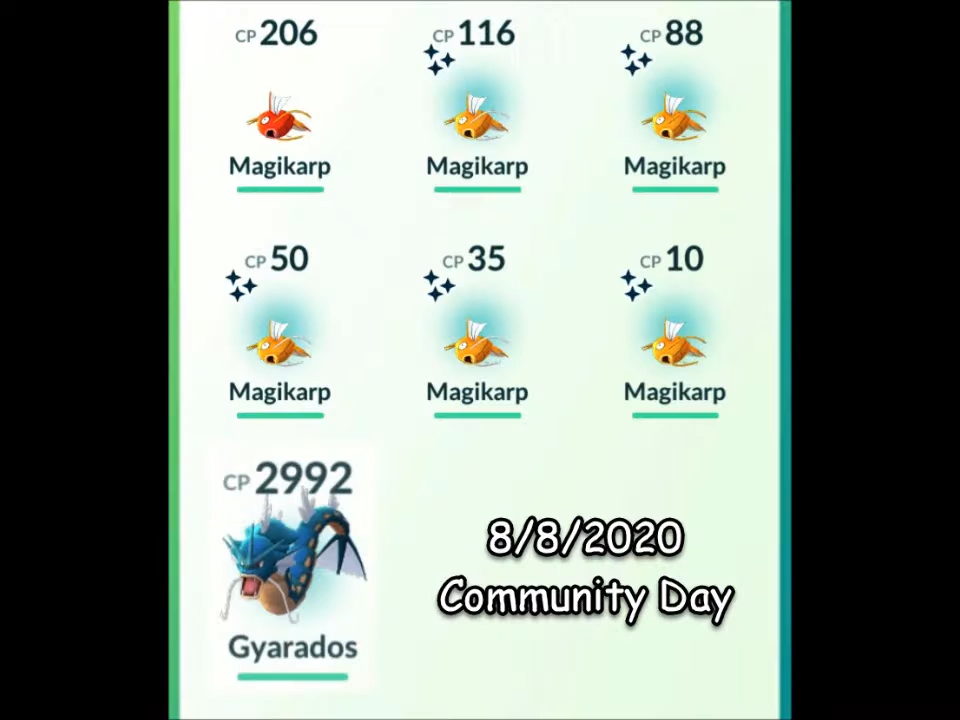 CP 206 CP 116 CP 88
Magikarp Magikarp Magikarp
CP 50 CP 35 CP 10
Magikarp Magikarp Magikarp
CP 2992
Gyarados
8/8/2020
Community Day